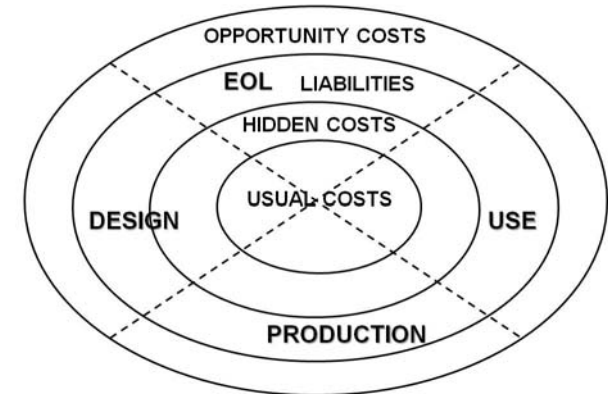 OPPORTUNITY COSTS
EOL LIABILITIES
HIDDEN COSTS
USUAL COSTS
DESIGN
USE
PRODUCTION